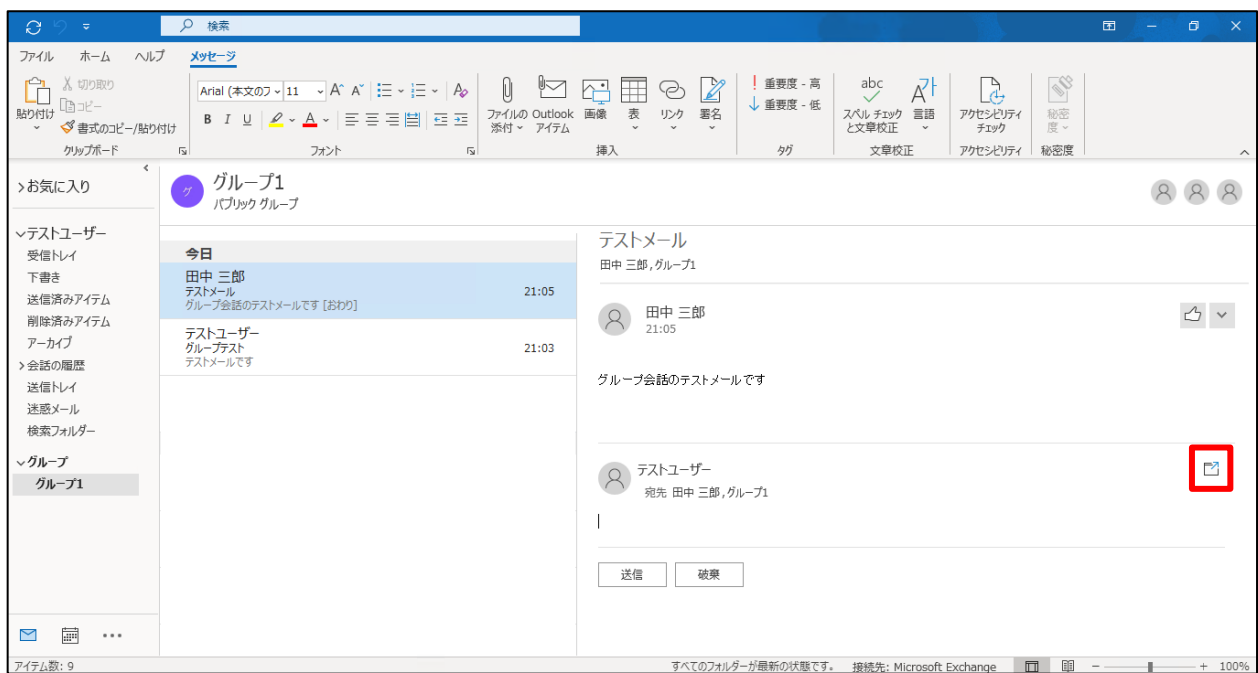 検索
ファイル ホーム ヘルプ メッセージ
貼り付け
切り取り
コピー
書式のコピー/貼り付け
クリップボード
Arial (本文のフ 11 A^ A˅
B I U A
フォント
ファイルの添付
Outlook アイテム
画像
表
リンク
署名
挿入
重要度 - 高
重要度 - 低
タグ
abc
スペル チェックと文章校正
言語
文章校正
アクセシビリティ チェック
アクセシビリティ
秘密度
秘密度
お気に入り
テストユーザー
受信トレイ
下書き
送信済みアイテム
削除済みアイテム
アーカイブ
会話の履歴
送信トレイ
迷惑メール
検索フォルダー
グループ
グループ1
グ
グループ1
パブリック グループ
今日
田中 三郎
テストメール 21:05
グループ会話のテストメールです [おわり]
テストユーザー
グループテスト 21:03
テストメールです
テストメール
田中 三郎,グループ1
田中 三郎
21:05
グループ会話のテストメールです
テストユーザー
宛先 田中 三郎,グループ1
送信 破棄
アイテム数: 9 すべてのフォルダーが最新の状態です。 接続先: Microsoft Exchange 100%